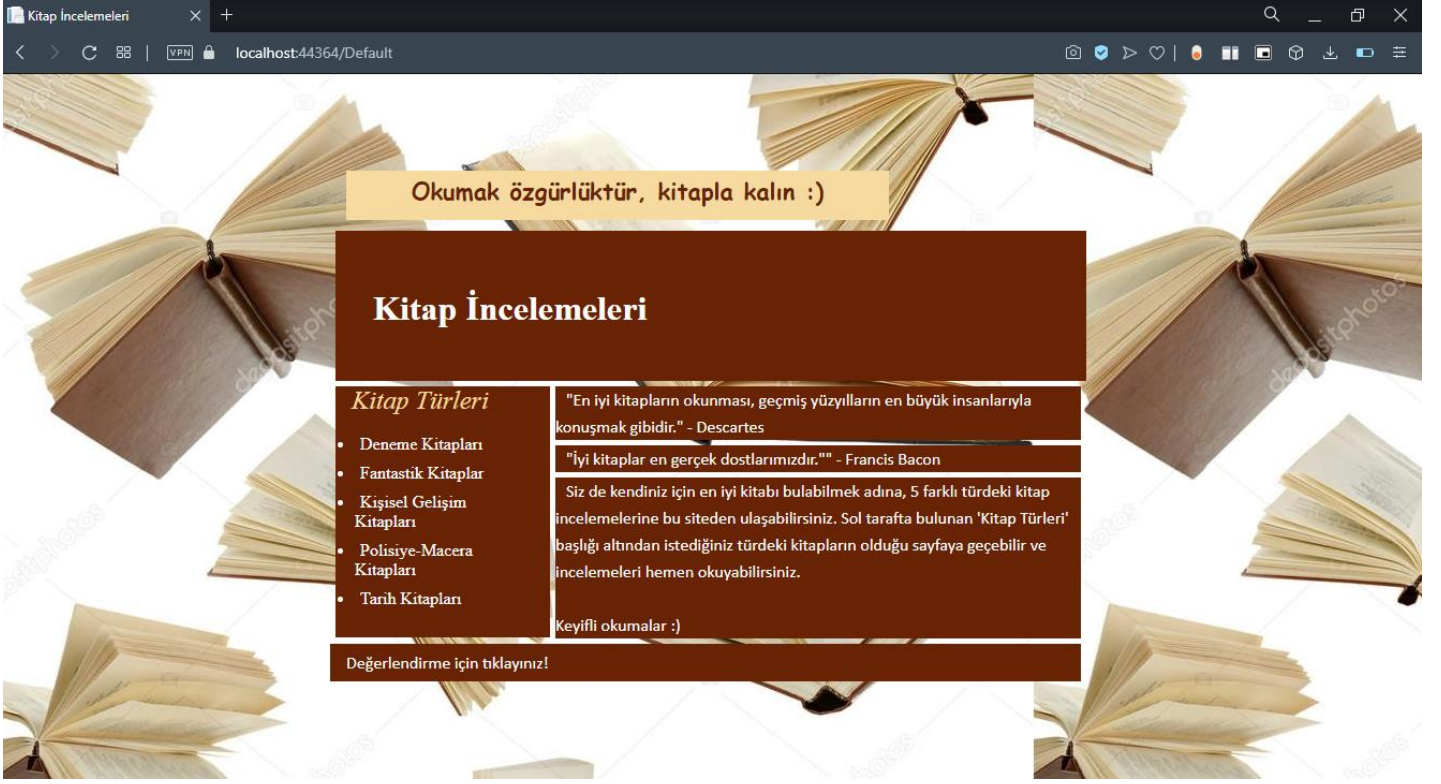 Kitap İncelemeleri
VPN
localhost:44364/Default
Okumak özgürlüktür, kitapla kalın :)
Kitap İncelemeleri
Kitap Türleri
Deneme Kitapları
Fantastik Kitaplar
Kişisel Gelişim
Kitapları
Polisiye-Macera
Kitapları
Tarih Kitapları
"En iyi kitapların okunması, geçmiş yüzyılların en büyük insanlarıyla
konuşmak gibidir." - Descartes
"İyi kitaplar en gerçek dostlarımızdır."" - Francis Bacon
Siz de kendiniz için en iyi kitabı bulabilmek adına, 5 farklı türdeki kitap
incelemelerine bu siteden ulaşabilirsiniz. Sol tarafta bulunan 'Kitap Türleri'
başlığı altından istediğiniz türdeki kitapların olduğu sayfaya geçebilir ve
incelemeleri hemen okuyabilirsiniz.
Keyifli okumalar :)
Değerlendirme için tıklayınız!
depositphotos
depositphotos